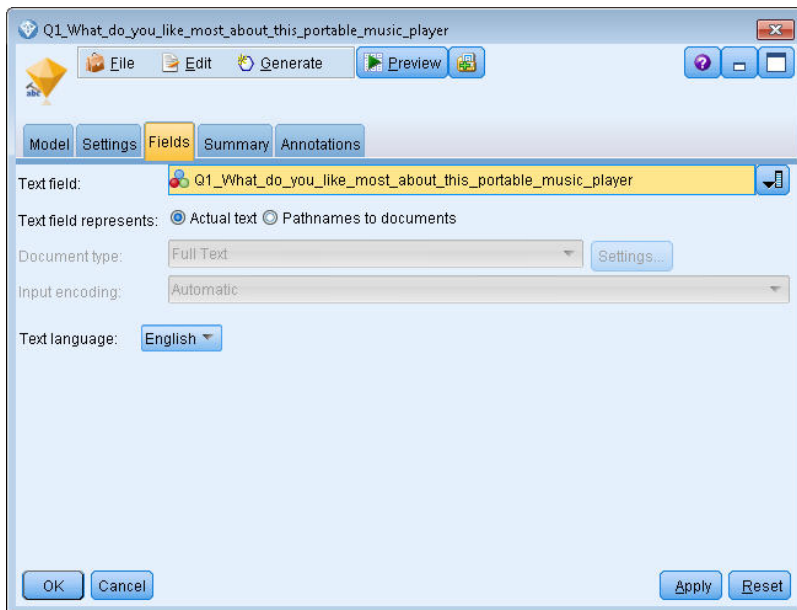 Q1_What_do_you_like_most_about_this_portable_music_player
File Edit Generate Preview
abc
Model Settings Fields Summary Annotations
Text field: Q1_What_do_you_like_most_about_this_portable_music_player
Text field represents: Actual text Pathnames to documents
Document type: Full Text Settings...
Input encoding: Automatic
Text language: English
OK Cancel Apply Reset